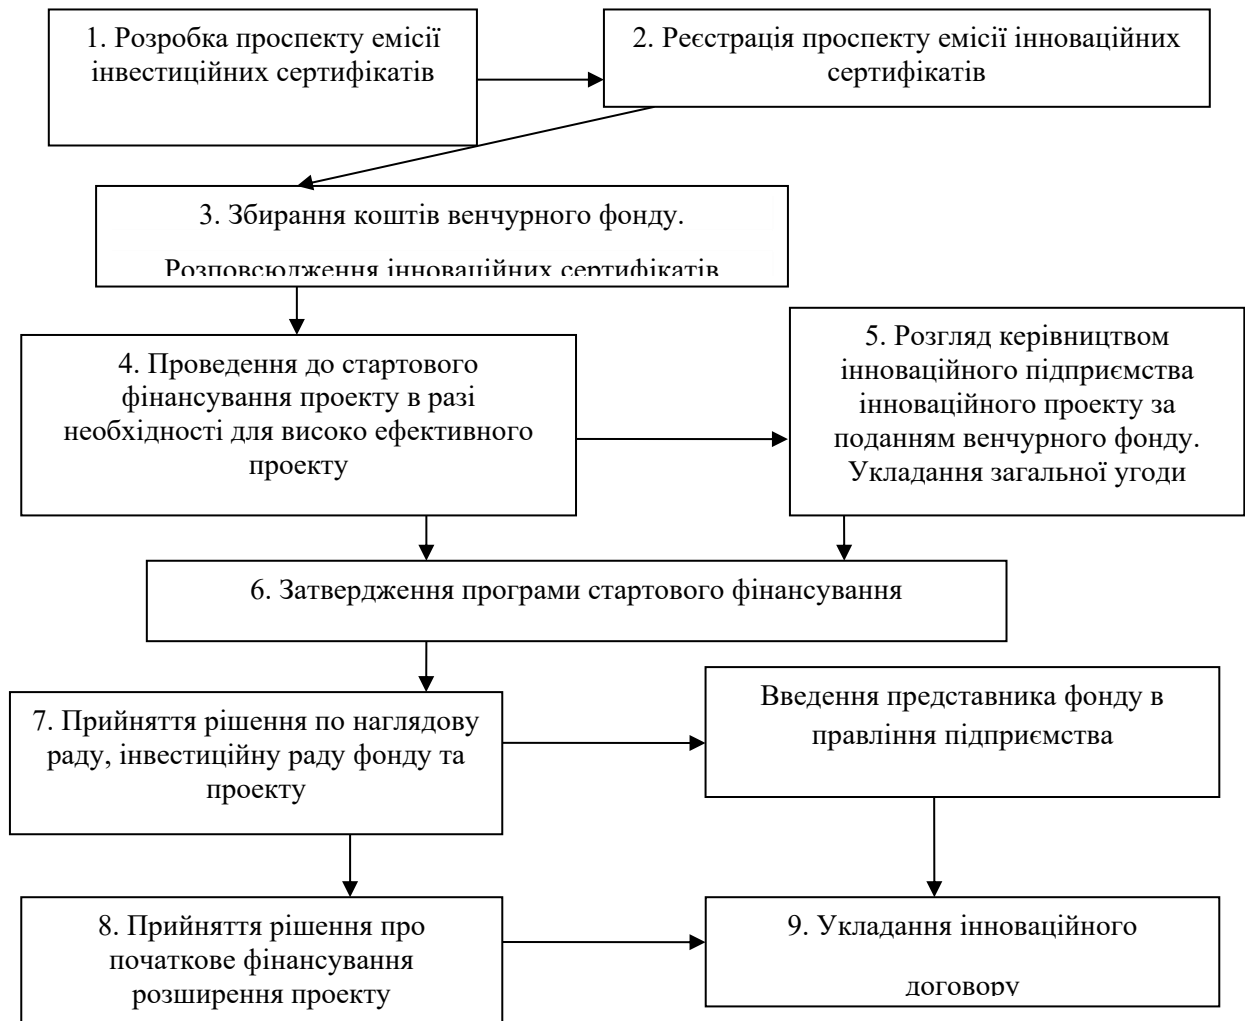 1. Розробка проспекту емісії
інвестиційних сертифікатів
2. Реєстрація проспекту емісії інноваційних
сертифікатів
3. Збирання коштів венчурного фонду.
Розповсюдження інноваційних сертифікатів
4. Проведення до стартового
фінансування проекту в разі
необхідності для високо ефективного
проекту
5. Розгляд керівництвом
інноваційного підприємства
інноваційного проекту за
поданням венчурного фонду.
Укладання загальної угоди
6. Затвердження програми стартового фінансування
7. Прийняття рішення по наглядову
раду, інвестиційну раду фонду та
проекту
Введення представника фонду в
правління підприємства
8. Прийняття рішення про
початкове фінансування
розширення проекту
9. Укладання інноваційного
договору